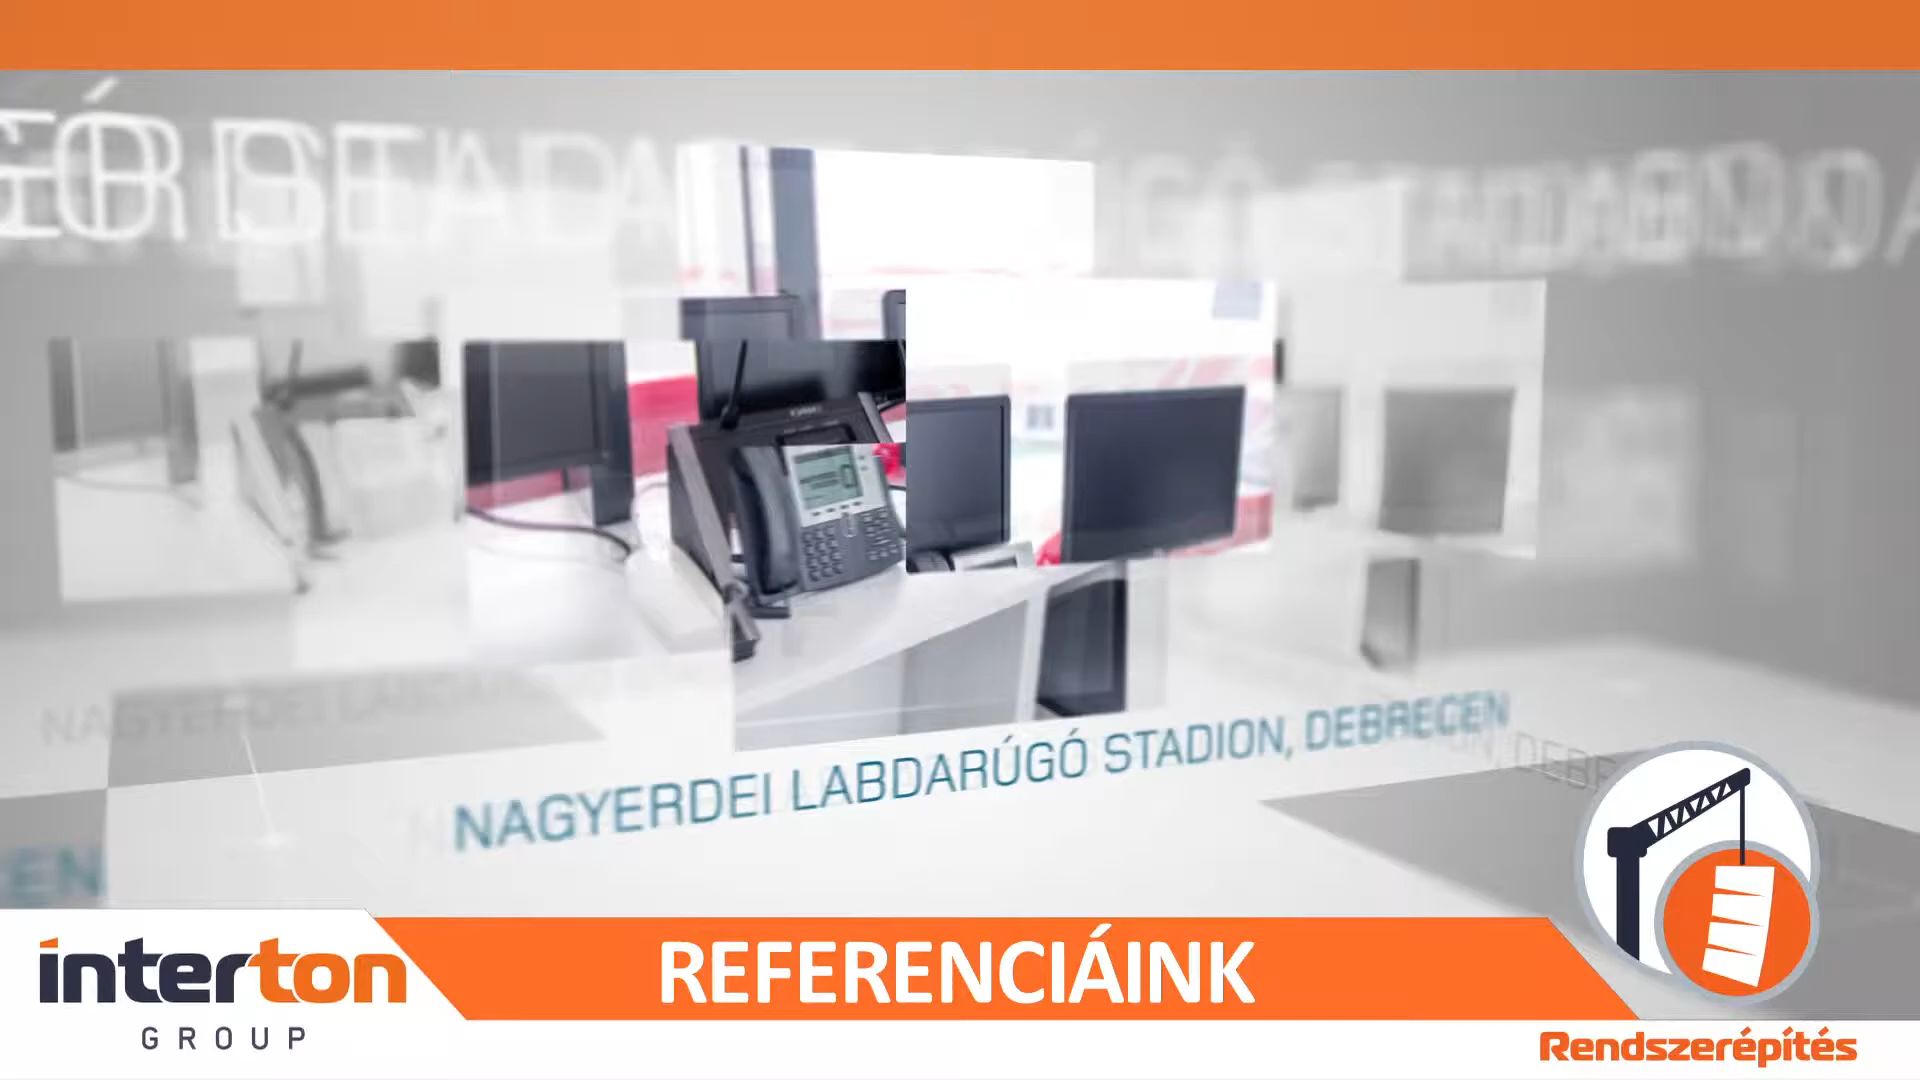 NAGYERDEI LABDARÚGÓ STADION, DEBRECEN
interton
GROUP
REFERENCIÁINK
Rendszerépítés